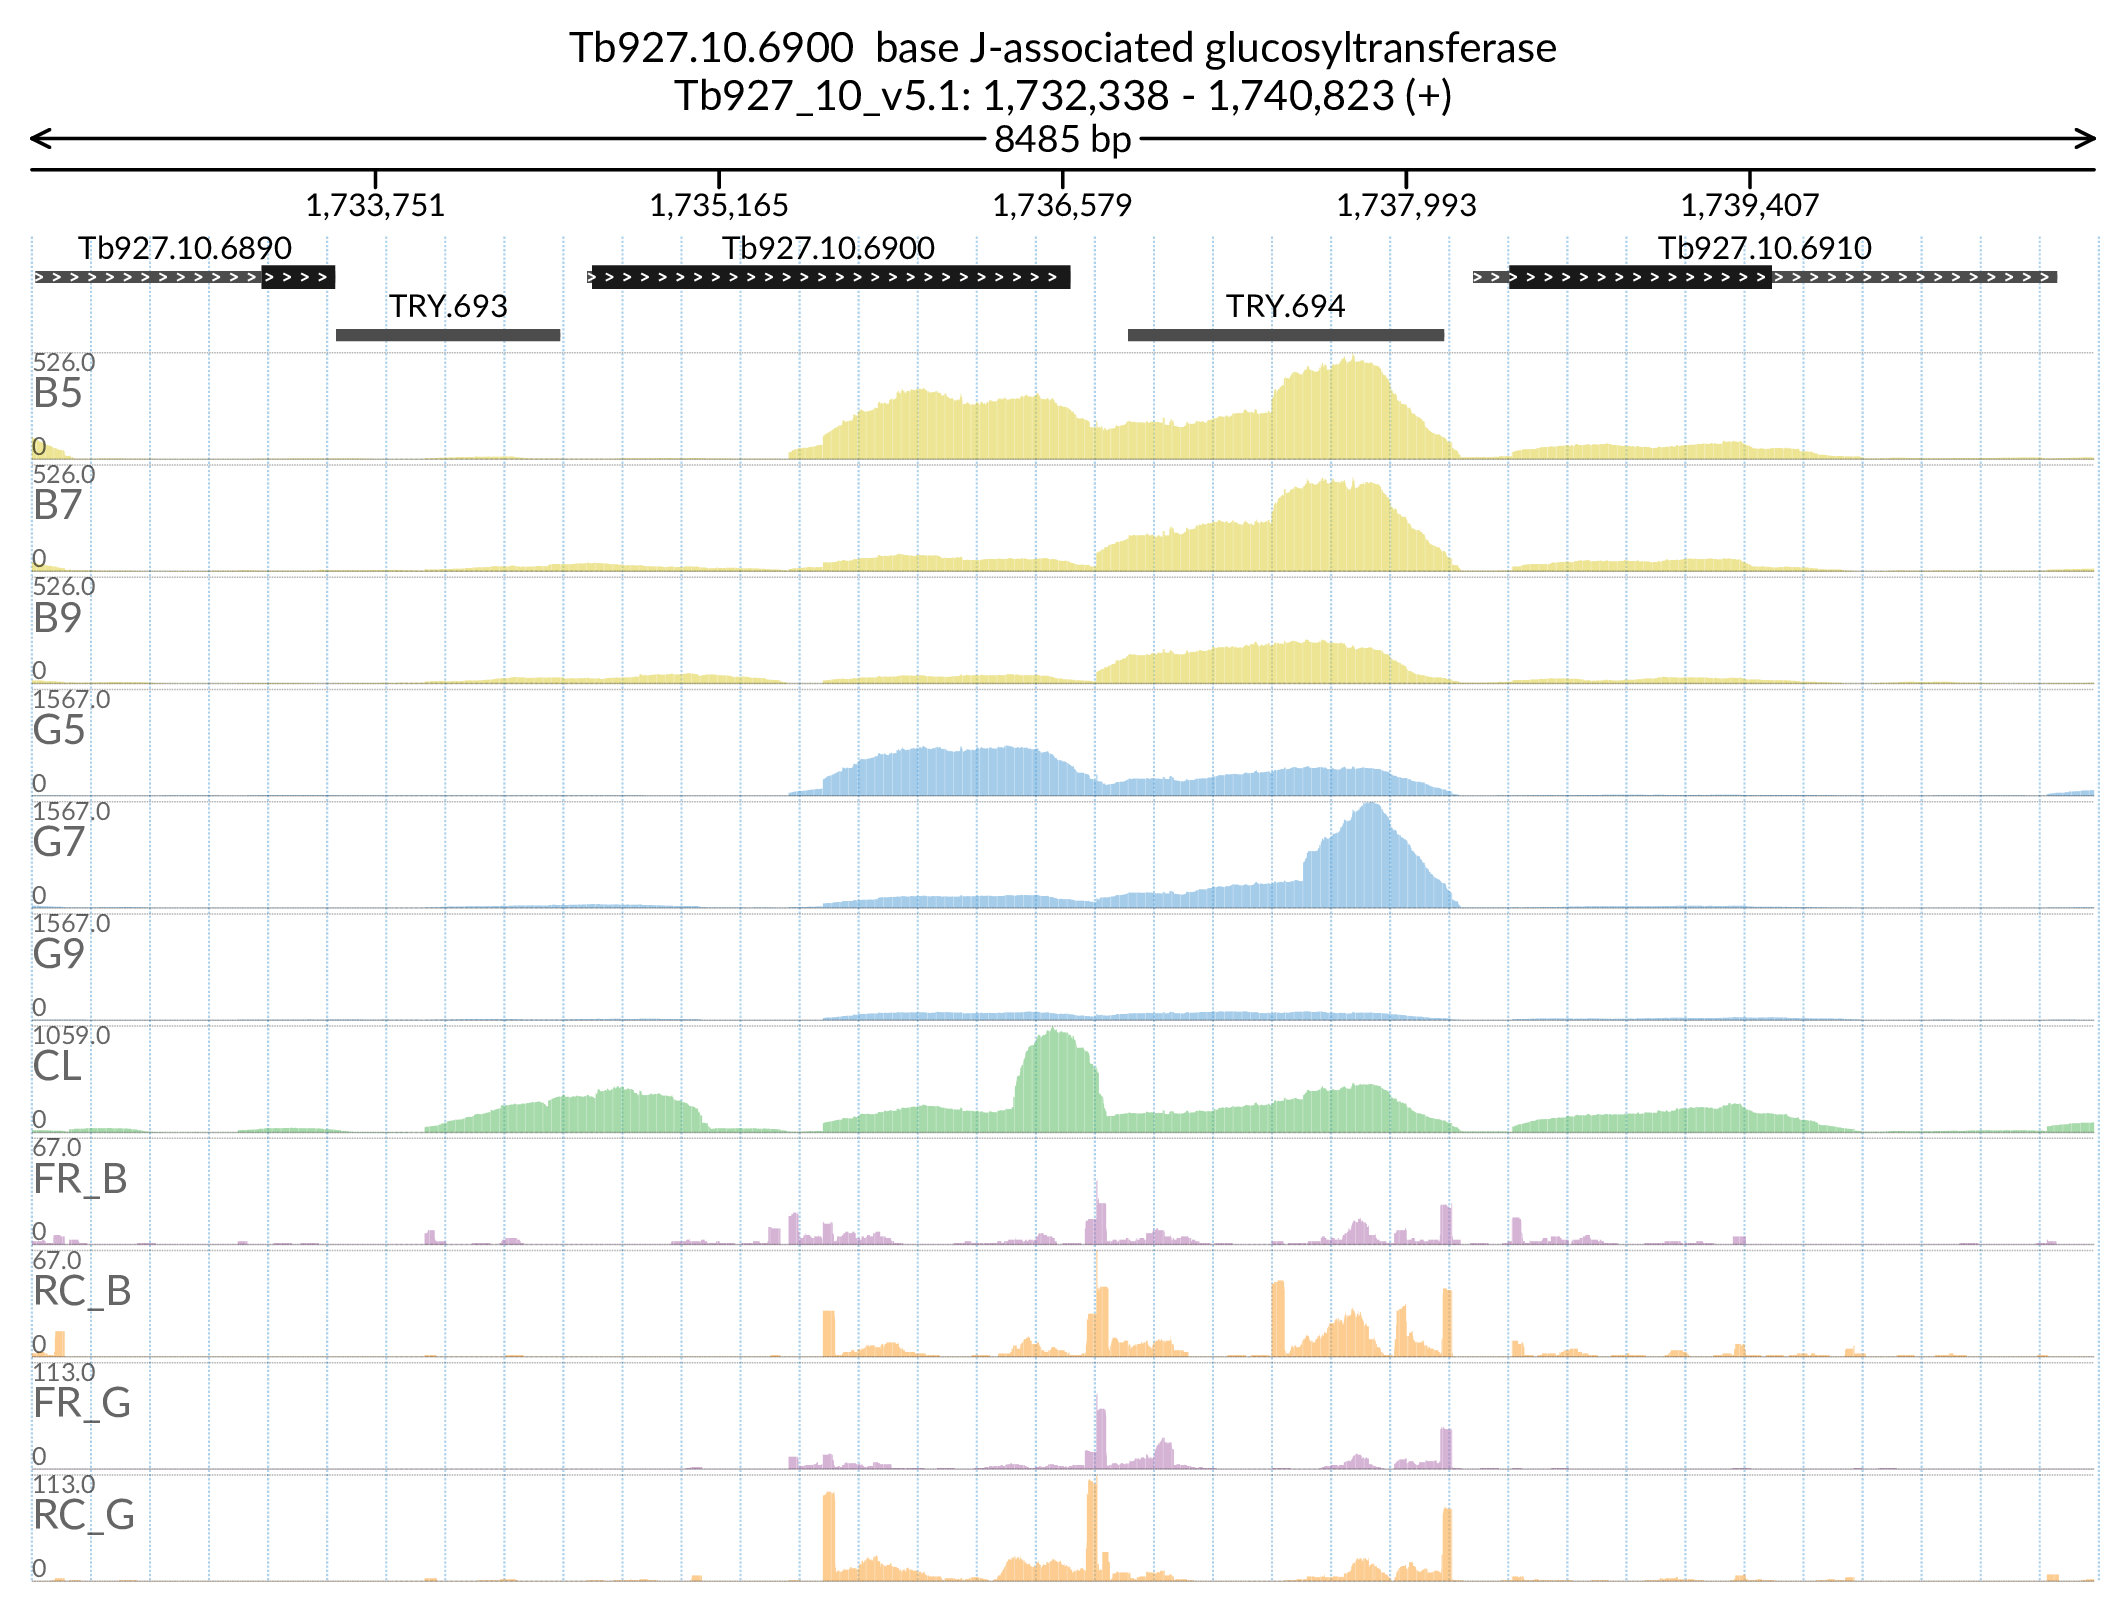 Tb927.10.6900  base J-associated glucosyltransferase
Tb927_10_v5.1: 1,732,338 - 1,740,823 (+)
8485 bp
1,733,751 1,735,165 1,736,579 1,737,993 1,739,407
Tb927.10.6890 Tb927.10.6900 Tb927.10.6910
TRY.693 TRY.694
526.0
B5
0
526.0
B7
0
526.0
B9
0
1567.0
G5
0
1567.0
G7
0
1567.0
G9
0
1059.0
CL
0
67.0
FR_B
0
67.0
RC_B
0
113.0
FR_G
0
113.0
RC_G
0